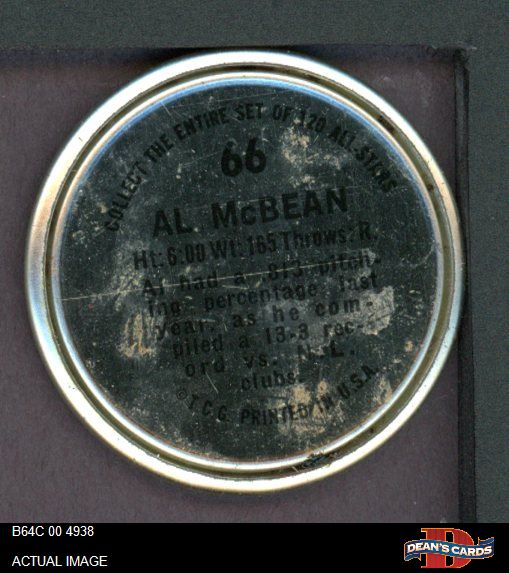 COLLECT THE ENTIRE SET OF 120 ALL-STARS
66
AL McBEAN
Ht: 6:00 Wt: 165 Throws: R.
Al had a .813 pitch-
ing percentage last
year, as he com-
piled a 13-3 rec-
ord vs. N. L.
clubs.
© T.C.G. PRINTED IN U.S.A.
B64C 00 4938
ACTUAL IMAGE
D
DEAN'S CARDS